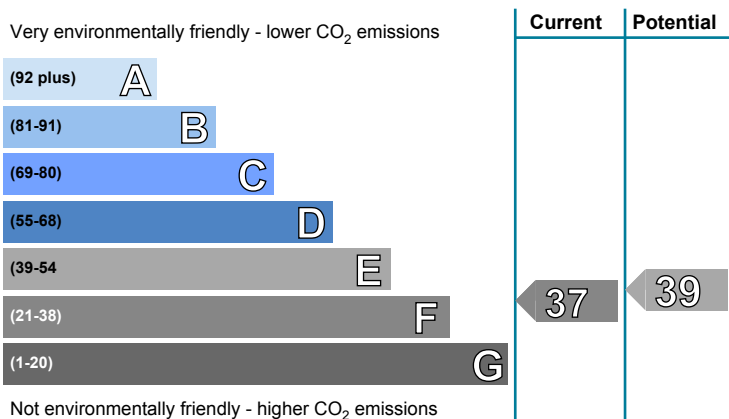 Very environmentally friendly - lower CO₂ emissions
Current Potential
(92 plus) A
(81-91) B
(69-80) C
(55-68) D
(39-54 E
(21-38) F
(1-20) G
37 39
Not environmentally friendly - higher CO₂ emissions